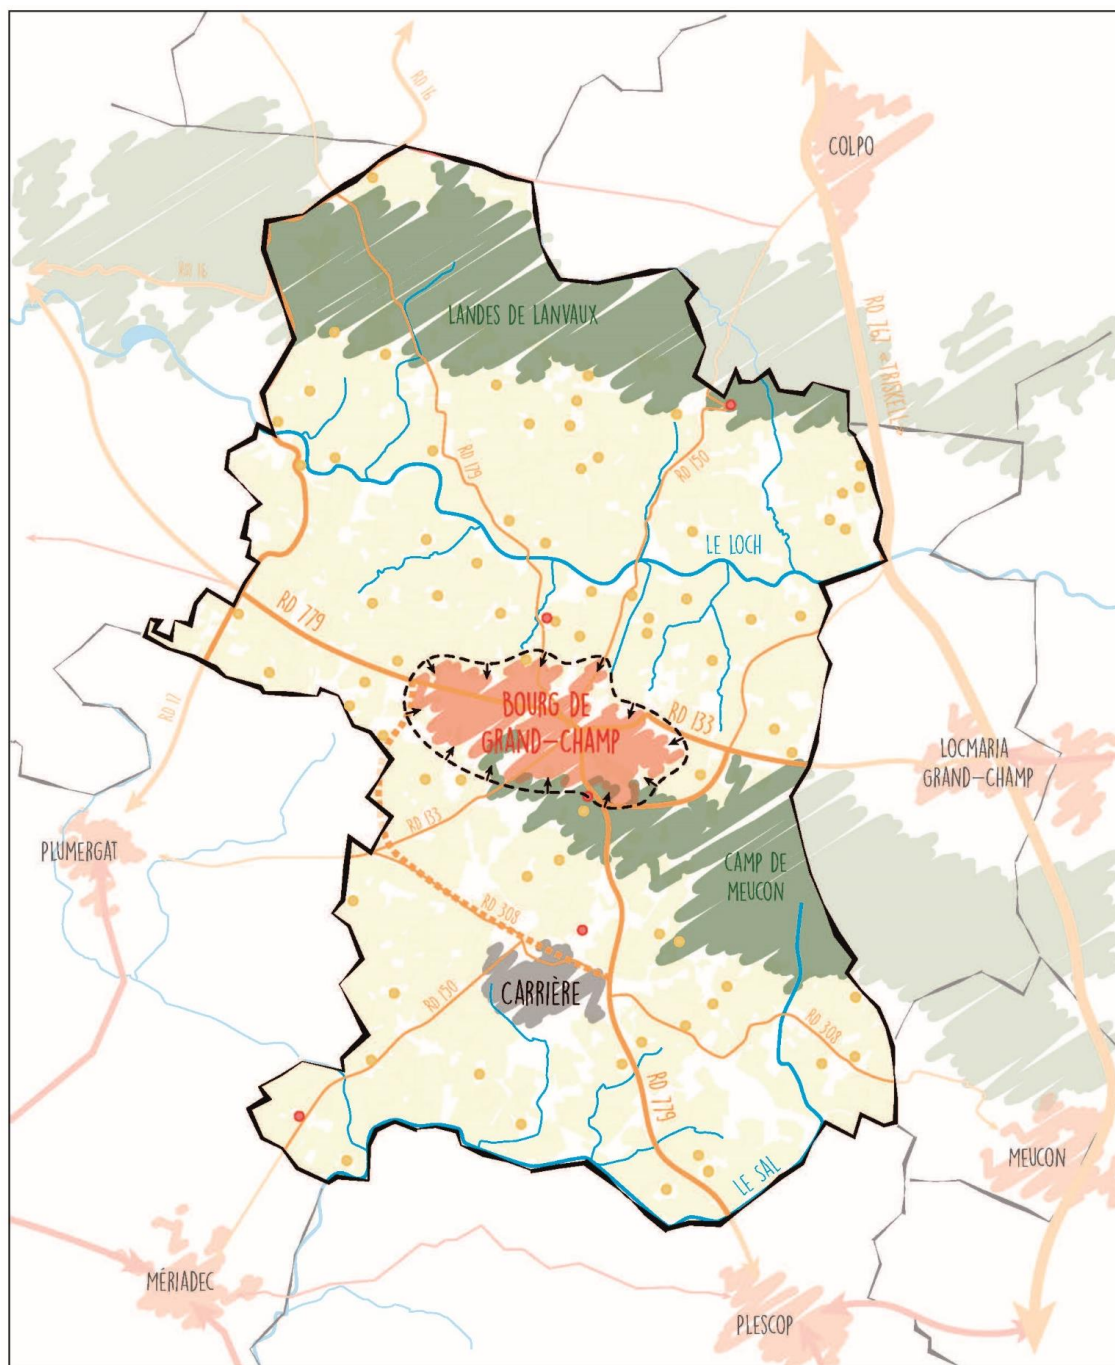 RD 16
COLPO
RD 16
LANDES DE LANVAUX
RD 767 « TRISKELL »
RD 179
RD 150
LE LOCH
RD 779
RD 17
BOURG DE
GRAND–CHAMP
RD 133
LOCMARIA
GRAND–CHAMP
RD 133
PLUMERGAT
CAMP DE
MEUCON
RD 308
CARRIÈRE
RD 150
RD 308
RD 779
MEUCON
LE SAL
MÉRIADEC
PLESCOP